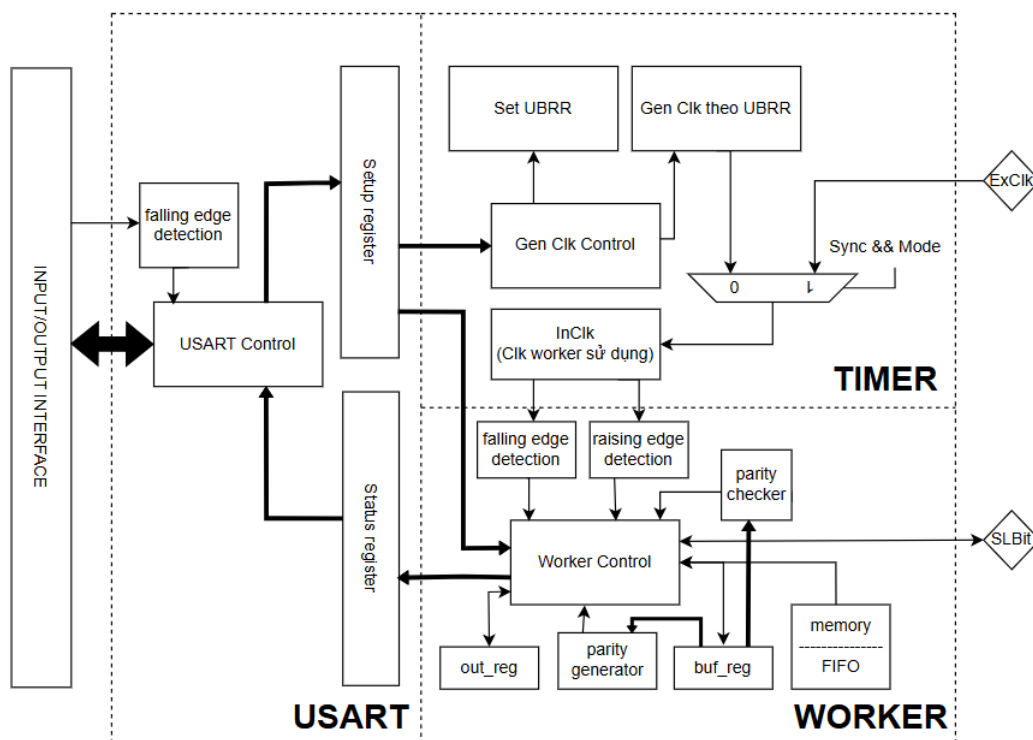 INPUT/OUTPUT INTERFACE
falling edge
detection
USART Control
Setup register
Status register
USART
Set UBRR
Gen Clk theo UBRR
Gen Clk Control
ExClk
Sync && Mode
0
1
InClk
(Clk worker sử dụng)
TIMER
falling edge
detection
raising edge
detection
parity
checker
Worker Control
SLBit
out_reg
parity
generator
buf_reg
memory
FIFO
WORKER